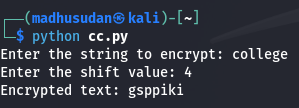 ┌──(madhusudan㉿kali)-[~]
└─$ python cc.py
Enter the string to encrypt: college
Enter the shift value: 4
Encrypted text: gsppiki